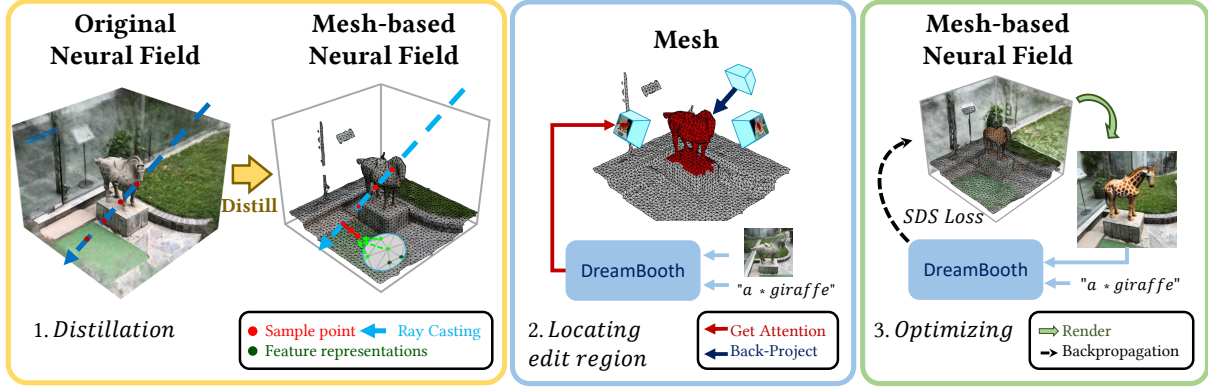 Original
Neural Field
Mesh-based
Neural Field
Distill
1. Distillation
Sample point
Ray Casting
Feature representations
Mesh
DreamBooth
"a * giraffe"
2. Locating
edit region
Get Attention
Back-Project
Mesh-based
Neural Field
SDS Loss
DreamBooth
"a * giraffe"
3. Optimizing
Render
Backpropagation